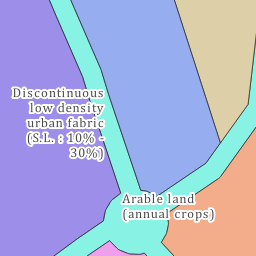 Discontinuous
low density
urban fabric
(S.L. : 10% -
30%)
Arable land
(annual crops)